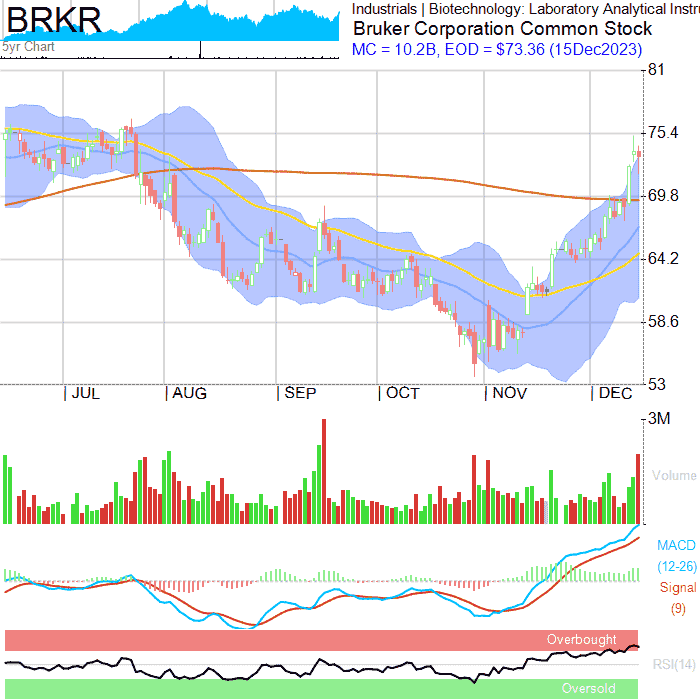 BRKR
5yr Chart
Industrials | Biotechnology: Laboratory Analytical Instru
Bruker Corporation Common Stock
MC = 10.2B, EOD = $73.36 (15Dec2023)
81
75.4
69.8
64.2
58.6
53
| JUL | AUG | SEP | OCT | NOV | DEC
3M
Volume
MACD
(12-26)
Signal
(9)
Overbought
RSI(14)
Oversold